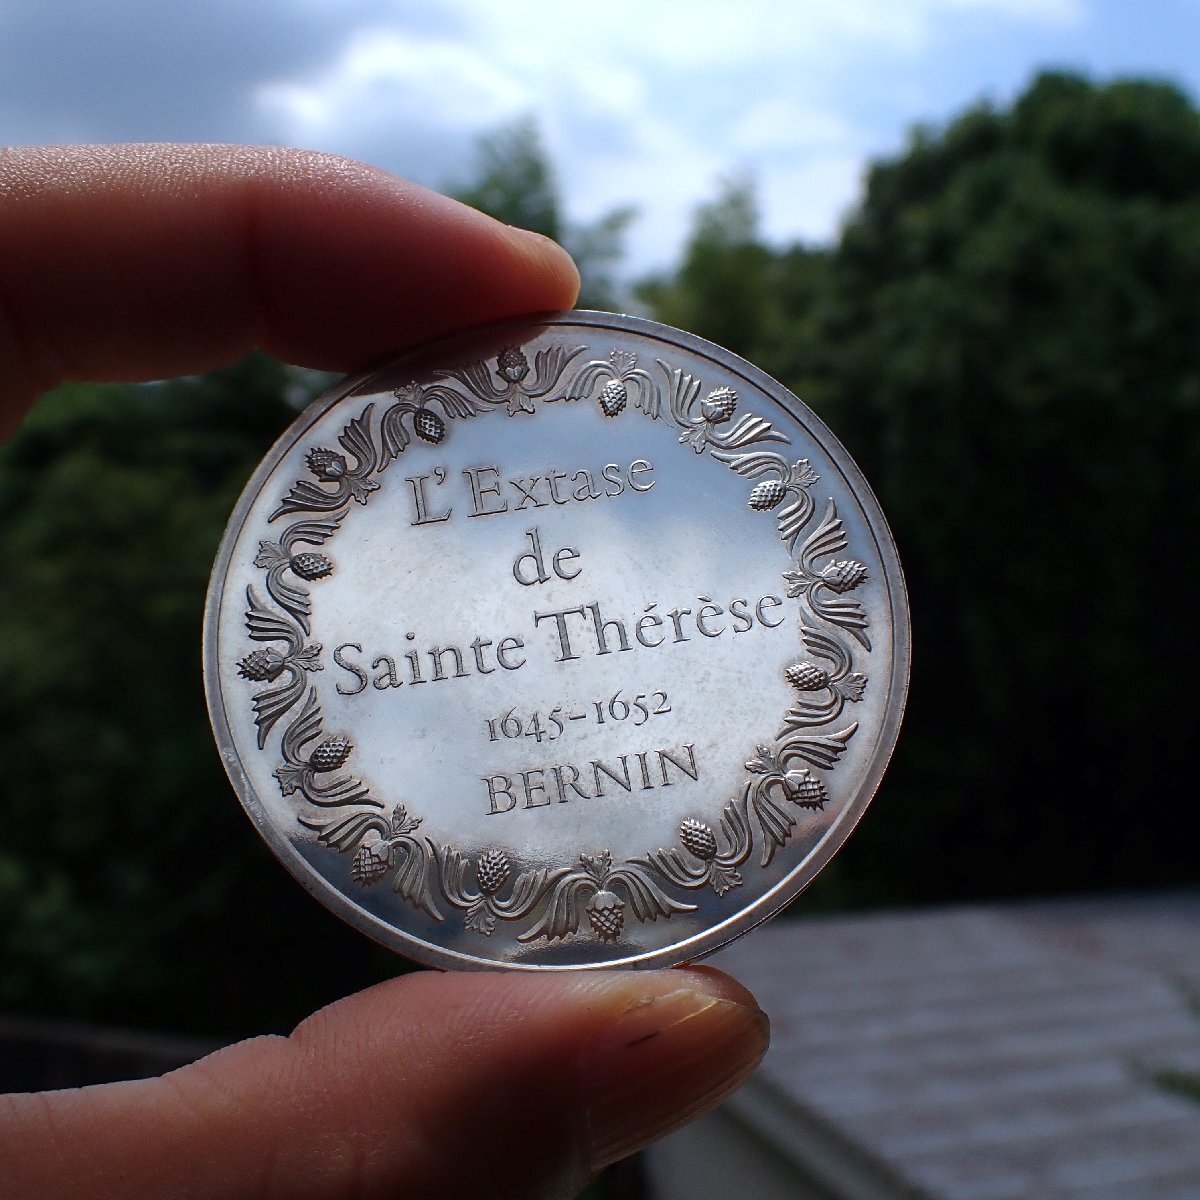 L'Extase
de
Sainte Thérèse
1645-1652
BERNIN